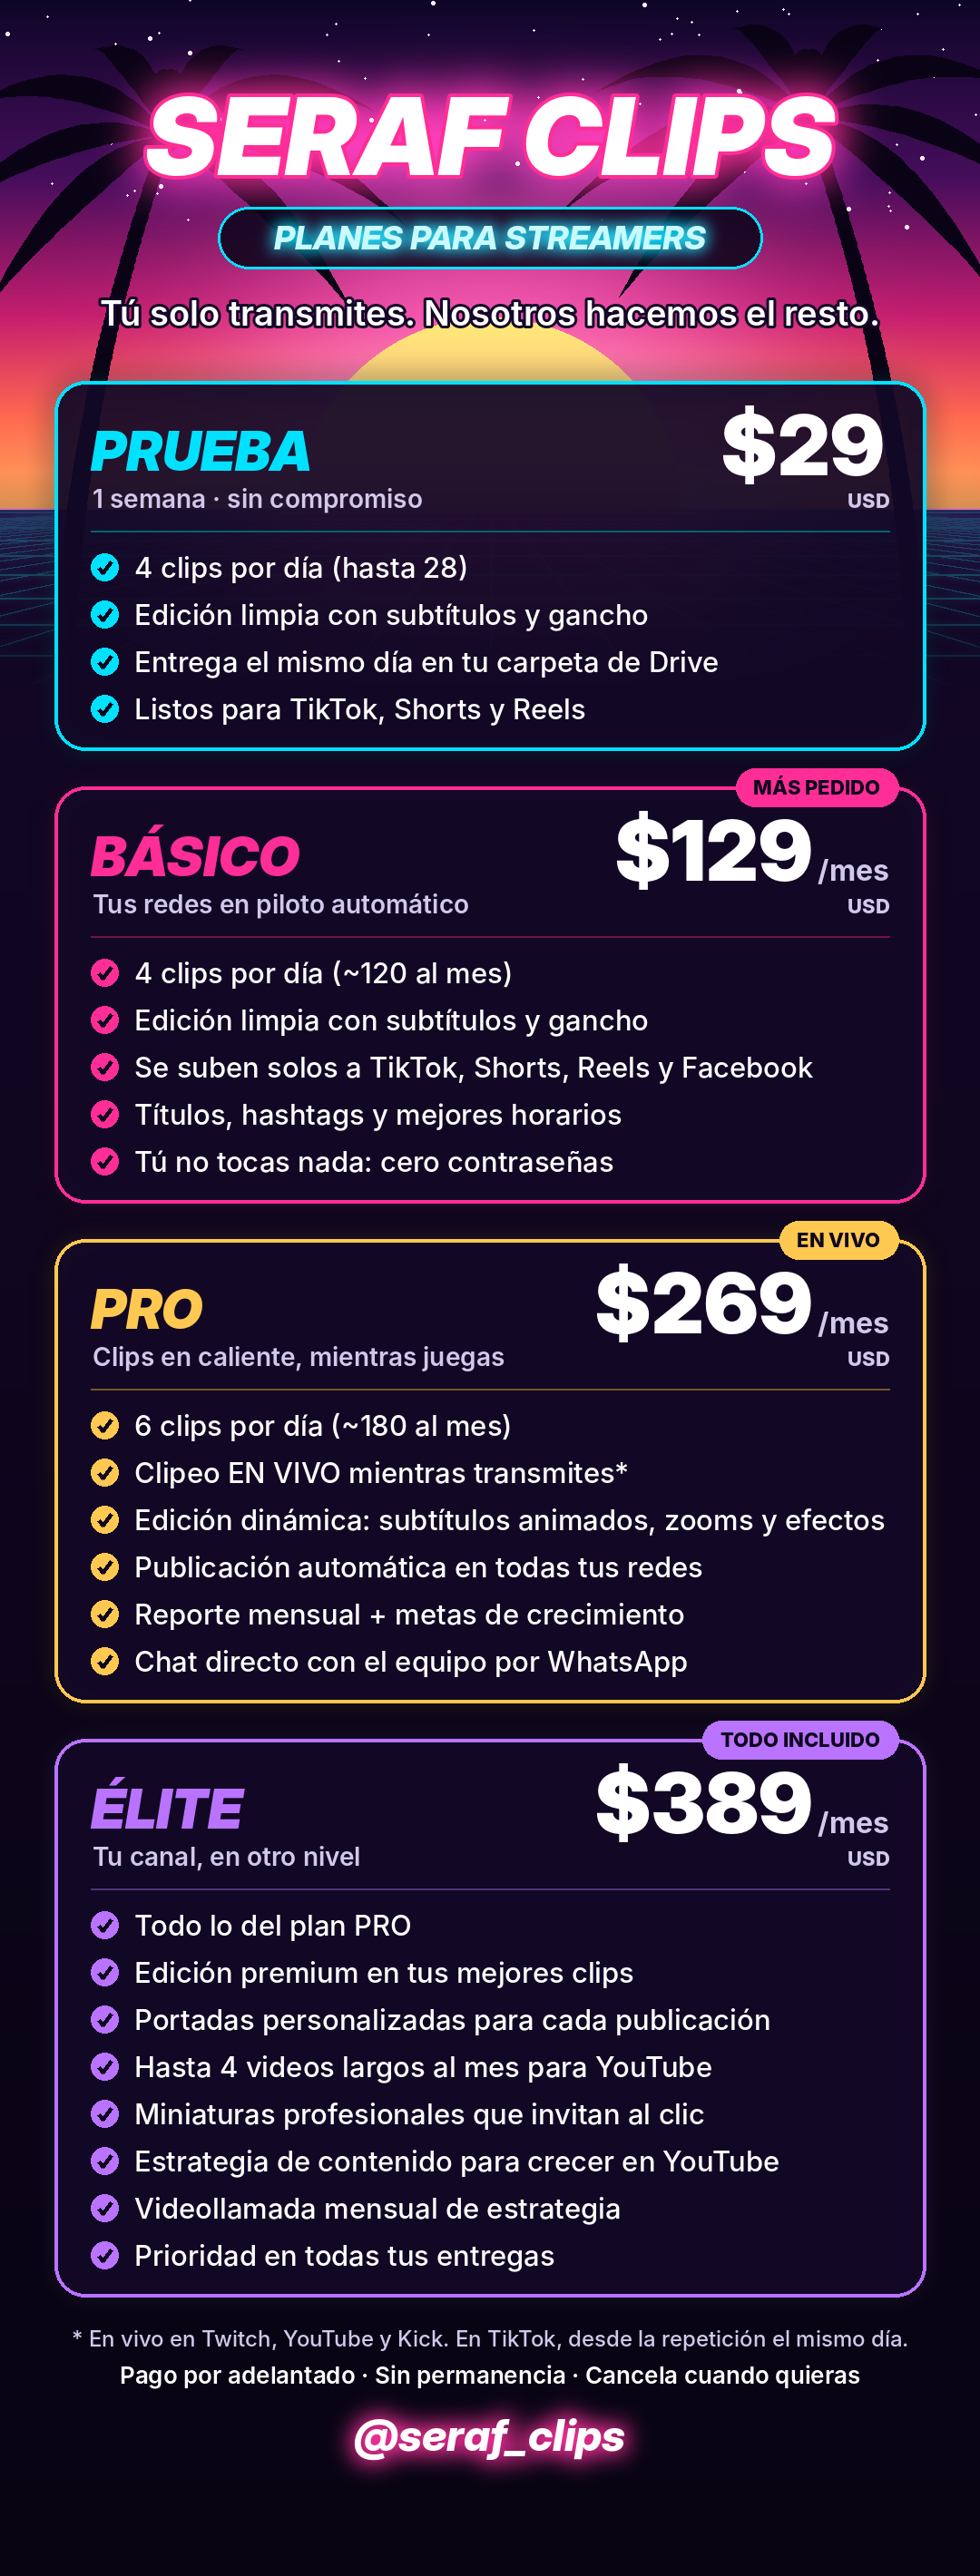 SERAF CLIPS
PLANES PARA STREAMERS
Tú solo transmites. Nosotros hacemos el resto.
PRUEBA
$29
1 semana · sin compromiso
USD
4 clips por día (hasta 28)
Edición limpia con subtítulos y gancho
Entrega el mismo día en tu carpeta de Drive
Listos para TikTok, Shorts y Reels
MÁS PEDIDO
BÁSICO
$129 /mes
Tus redes en piloto automático
USD
4 clips por día (~120 al mes)
Edición limpia con subtítulos y gancho
Se suben solos a TikTok, Shorts, Reels y Facebook
Títulos, hashtags y mejores horarios
Tú no tocas nada: cero contraseñas
EN VIVO
PRO
$269 /mes
Clips en caliente, mientras juegas
USD
6 clips por día (~180 al mes)
Clipeo EN VIVO mientras transmites*
Edición dinámica: subtítulos animados, zooms y efectos
Publicación automática en todas tus redes
Reporte mensual + metas de crecimiento
Chat directo con el equipo por WhatsApp
TODO INCLUIDO
ÉLITE
$389 /mes
Tu canal, en otro nivel
USD
Todo lo del plan PRO
Edición premium en tus mejores clips
Portadas personalizadas para cada publicación
Hasta 4 videos largos al mes para YouTube
Miniaturas profesionales que invitan al clic
Estrategia de contenido para crecer en YouTube
Videollamada mensual de estrategia
Prioridad en todas tus entregas
* En vivo en Twitch, YouTube y Kick. En TikTok, desde la repetición el mismo día.
Pago por adelantado · Sin permanencia · Cancela cuando quieras
@seraf_clips